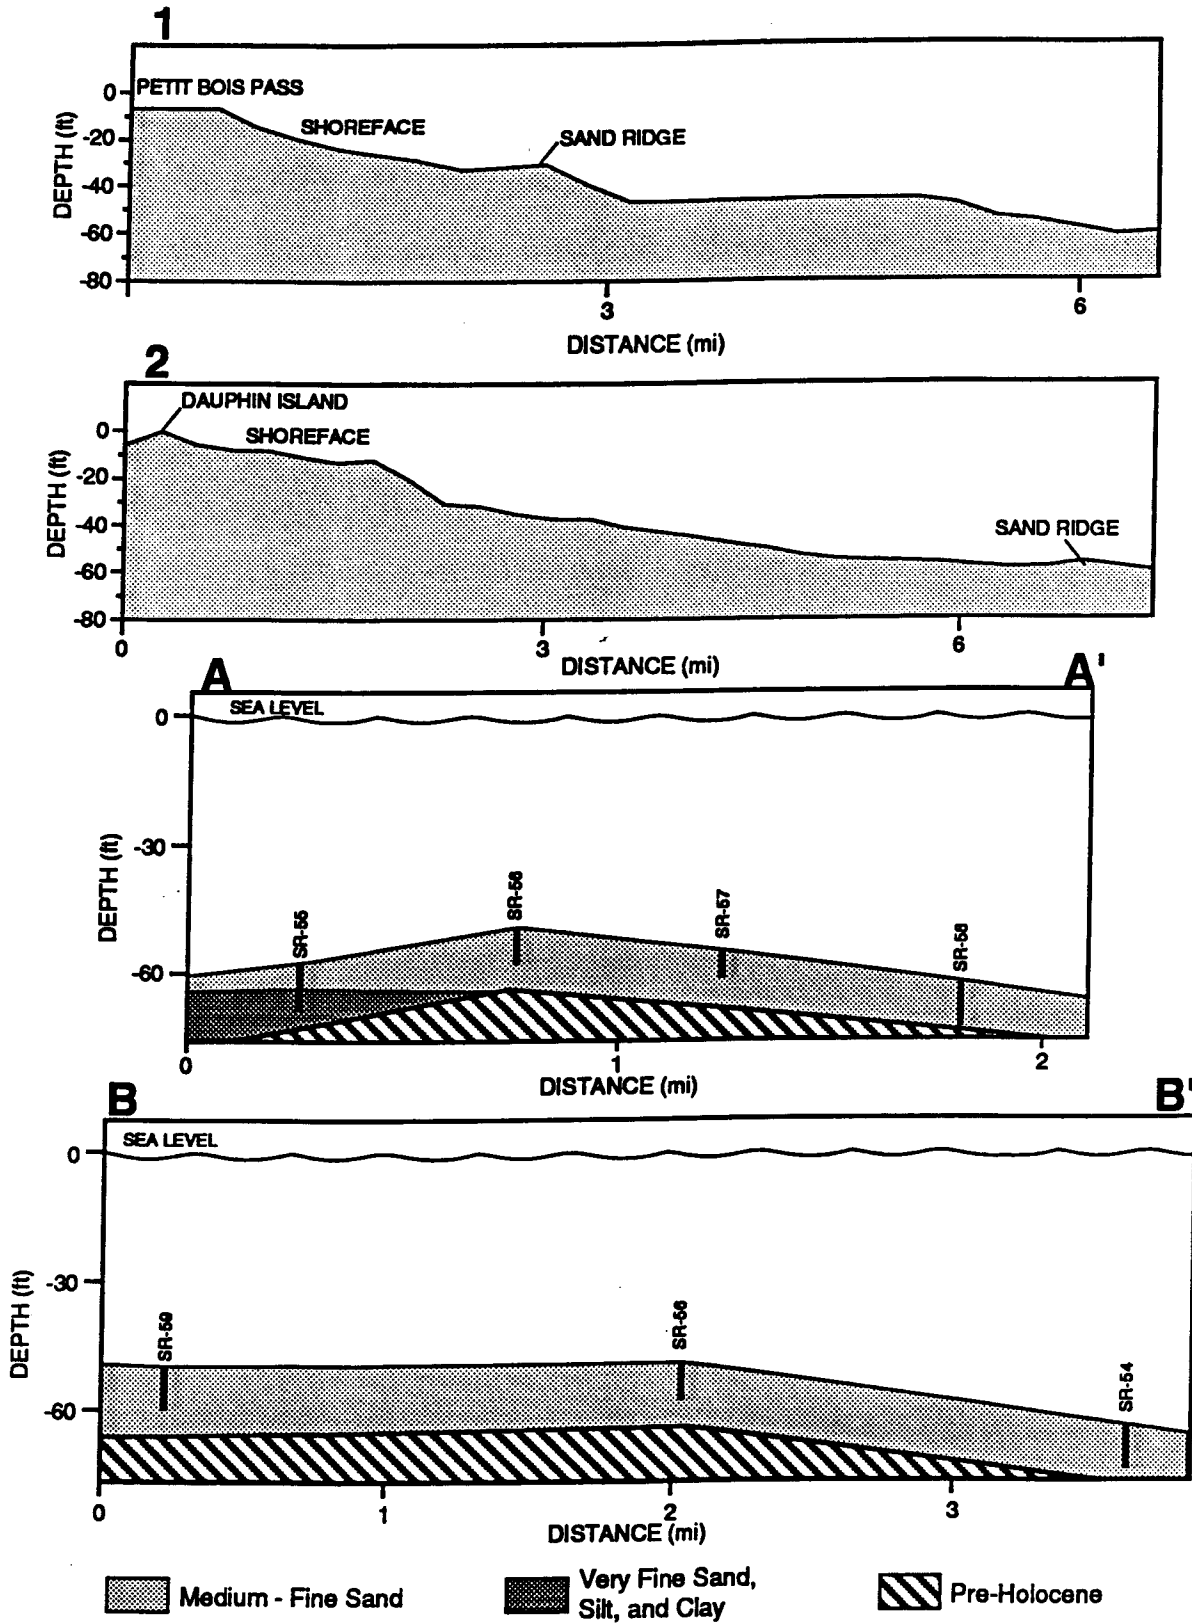 1
PETIT BOIS PASS
SHOREFACE
SAND RIDGE
DEPTH (ft)
0
-20
-40
-60
-80
3
6
DISTANCE (mi)
2
DAUPHIN ISLAND
SHOREFACE
SAND RIDGE
DEPTH (ft)
0
-20
-40
-60
-80
0
3
6
DISTANCE (mi)
A
A'
SEA LEVEL
DEPTH (ft)
0
-30
-60
SR-55
SR-56
SR-57
SR-58
0
1
2
DISTANCE (mi)
B
B'
SEA LEVEL
DEPTH (ft)
0
-30
-60
SR-59
SR-56
SR-54
0
1
2
3
DISTANCE (mi)
Medium - Fine Sand
Very Fine Sand,
Silt, and Clay
Pre-Holocene